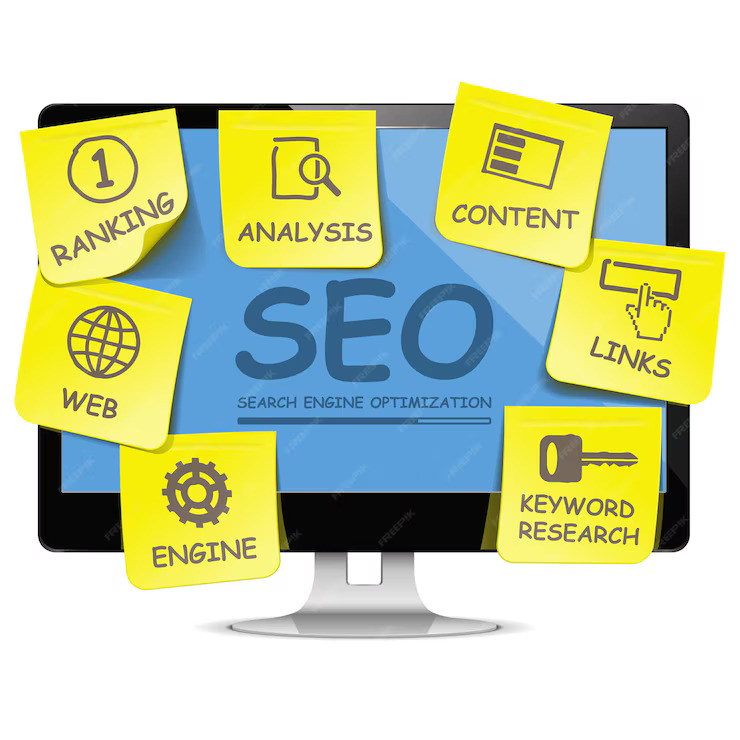 1
RANKING
ANALYSIS
CONTENT
WEB
SEO
SEARCH ENGINE OPTIMIZATION
LINKS
ENGINE
KEYWORD
RESEARCH